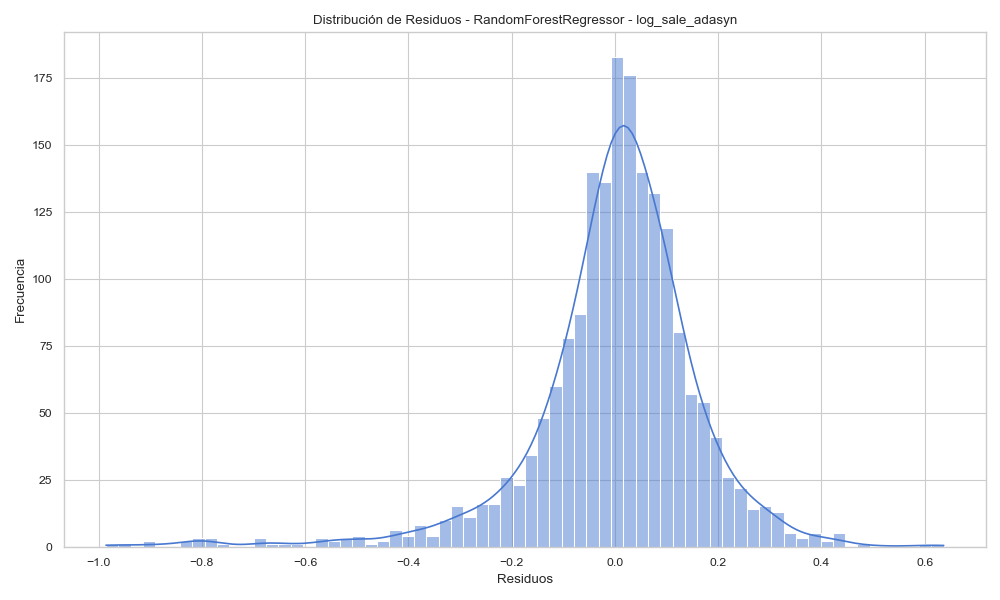 Distribución de Residuos - RandomForestRegressor - log_sale_adasyn
Frecuencia
175
150
125
100
75
50
25
0
−1.0 −0.8 −0.6 −0.4 −0.2 0.0 0.2 0.4 0.6
Residuos